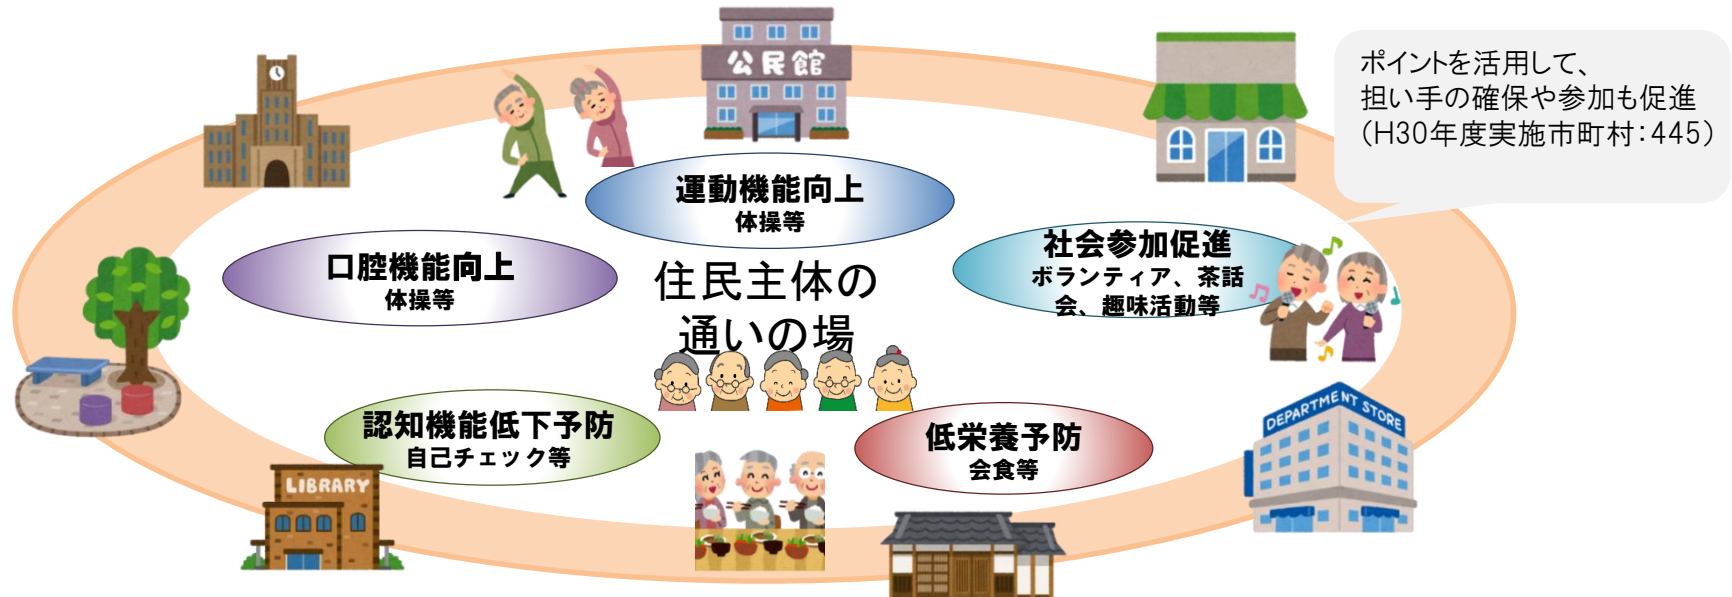 公民館
ポイントを活用して、
担い手の確保や参加も促進
（H30年度実施市町村：445）
運動機能向上
体操等
口腔機能向上
体操等
社会参加促進
ボランティア、茶話
会、趣味活動等
住民主体の
通いの場
認知機能低下予防
自己チェック等
低栄養予防
会食等
DEPARTMENT STORE
LIBRARY